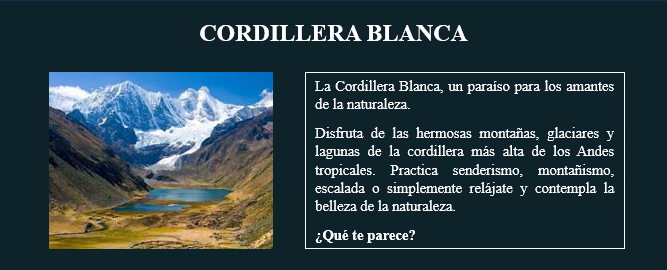 CORDILLERA BLANCA
La Cordillera Blanca, un paraíso para los amantes
de la naturaleza.
Disfruta de las hermosas montañas, glaciares y
lagunas de la cordillera más alta de los Andes
tropicales. Practica senderismo, montañismo,
escalada o simplemente relájate y contempla la
belleza de la naturaleza.
¿Qué te parece?